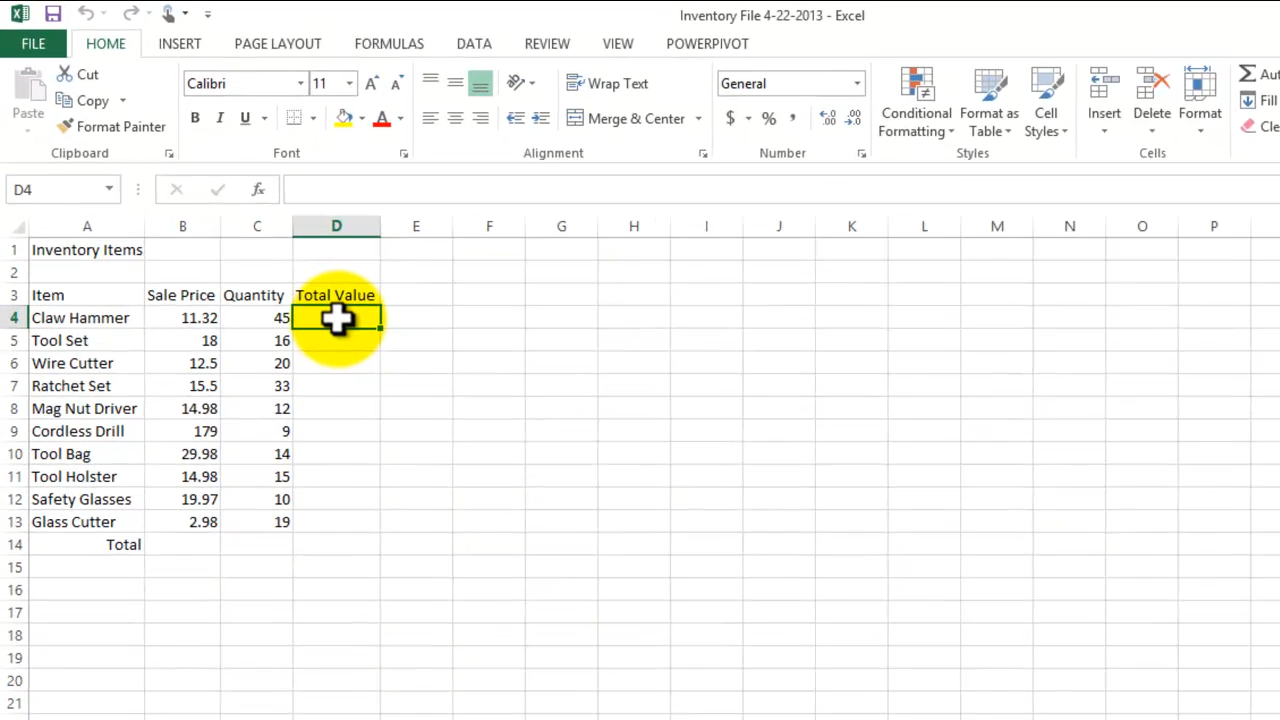 Inventory File 4-22-2013 - Excel
FILE HOME INSERT PAGE LAYOUT FORMULAS DATA REVIEW VIEW POWERPIVOT
Cut
Copy
Format Painter
Paste
Clipboard
Calibri 11
B I U A
Font
Wrap Text
Merge & Center
Alignment
General
$ % ,
Number
Conditional Formatting
Format as Table
Cell Styles
Styles
Insert Delete Format
Cells
Σ Aut
Fill
Cle
D4 fx
A B C D E F G H I J K L M N O P
1 Inventory Items
2
3 Item Sale Price Quantity Total Value
4 Claw Hammer 11.32 45
5 Tool Set 18 16
6 Wire Cutter 12.5 20
7 Ratchet Set 15.5 33
8 Mag Nut Driver 14.98 12
9 Cordless Drill 179 9
10 Tool Bag 29.98 14
11 Tool Holster 14.98 15
12 Safety Glasses 19.97 10
13 Glass Cutter 2.98 19
14 Total
15
16
17
18
19
20
21